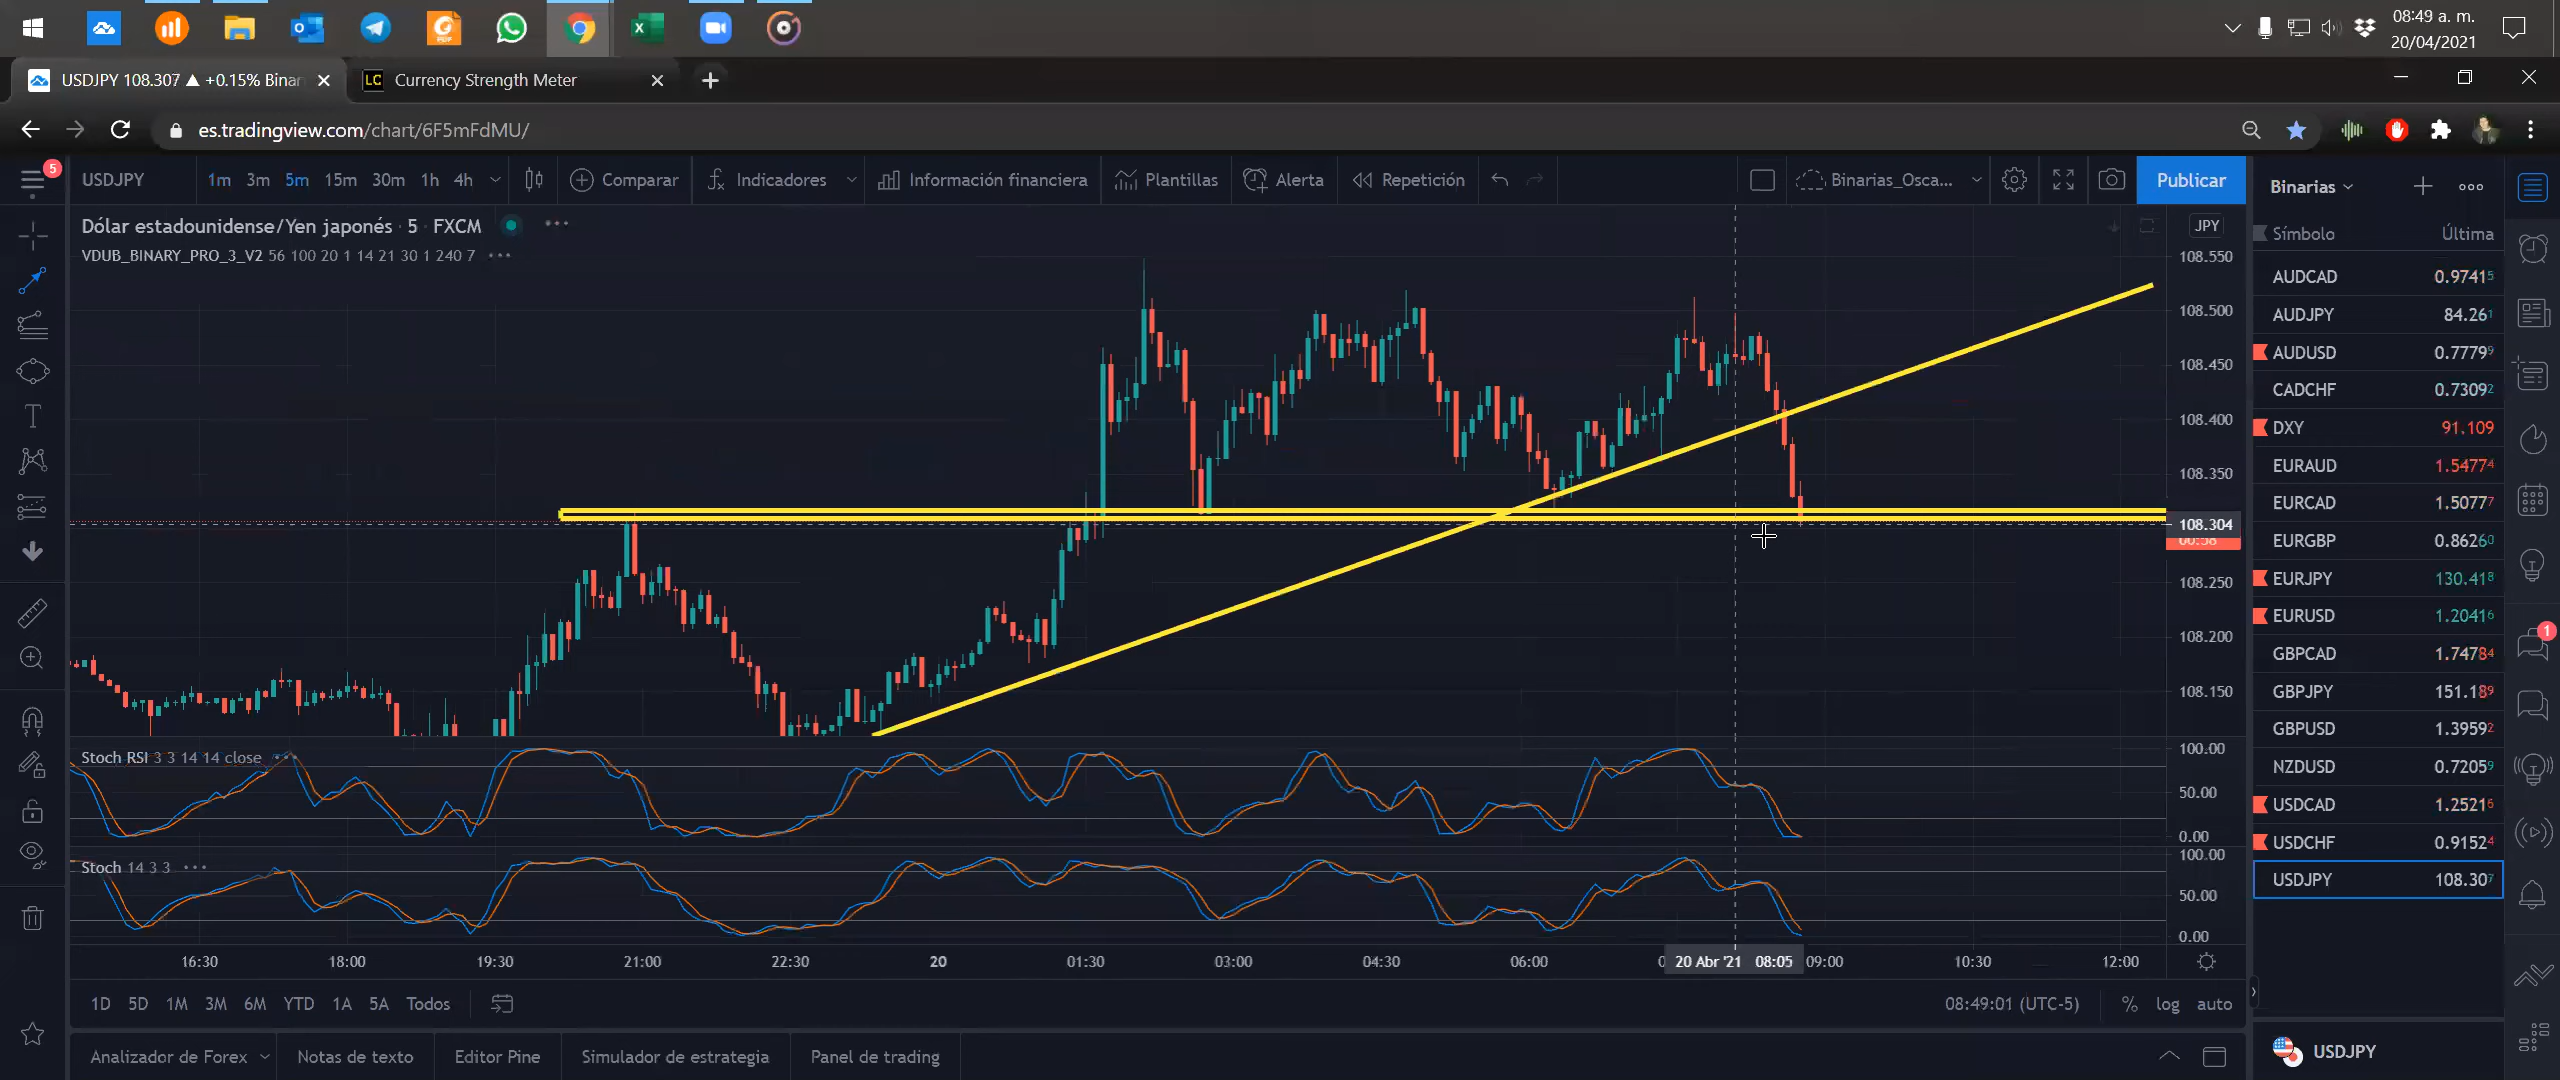 08:49 a. m.
20/04/2021
USDJPY 108.307 ▲ +0.15% Binar
LC Currency Strength Meter
es.tradingview.com/chart/6F5mFdMU/
5
USDJPY 1m 3m 5m 15m 30m 1h 4h Comparar Indicadores Información financiera Plantillas Alerta Repetición Binarias_Osca... Publicar
Binarias
Dólar estadounidense/Yen japonés · 5 · FXCM
JPY
VDUB_BINARY_PRO_3_V2 56 100 20 1 14 21 30 1 240 7
Símbolo Última
108.550
108.500
108.450
108.400
108.350
108.304
00:58
108.250
108.200
108.150
AUDCAD 0.97415
AUDJPY 84.261
AUDUSD 0.77799
CADCHF 0.73092
DXY 91.109
EURAUD 1.54774
EURCAD 1.50777
EURGBP 0.86260
EURJPY 130.418
EURUSD 1.20416
GBPCAD 1.74784
GBPJPY 151.189
GBPUSD 1.39592
NZDUSD 0.72059
USDCAD 1.25216
USDCHF 0.91524
USDJPY 108.307
1
Stoch RSI 3 3 14 14 close
100.00
50.00
0.00
Stoch 14 3 3
100.00
50.00
0.00
16:30 18:00 19:30 21:00 22:30 20 01:30 03:00 04:30 06:00 0 20 Abr '21 08:05 09:00 10:30 12:00
1D 5D 1M 3M 6M YTD 1A 5A Todos 08:49:01 (UTC-5) % log auto
Analizador de Forex Notas de texto Editor Pine Simulador de estrategia Panel de trading
USDJPY